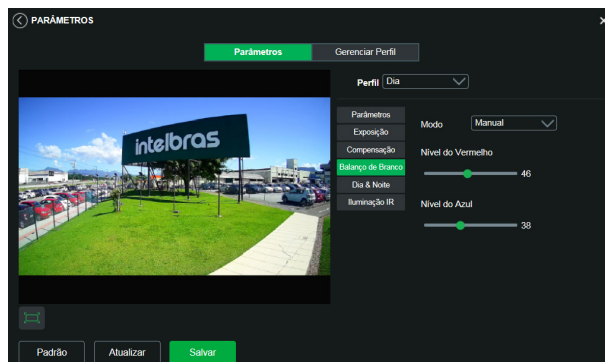 PARÂMETROS
Parâmetros Gerenciar Perfil
Perfil Dia
intelbras
Parâmetros
Exposição
Compensação
Balanço de Branco
Dia & Noite
Iluminação IR
Modo Manual
Nível do Vermelho
46
Nível do Azul
38
Padrão Atualizar Salvar